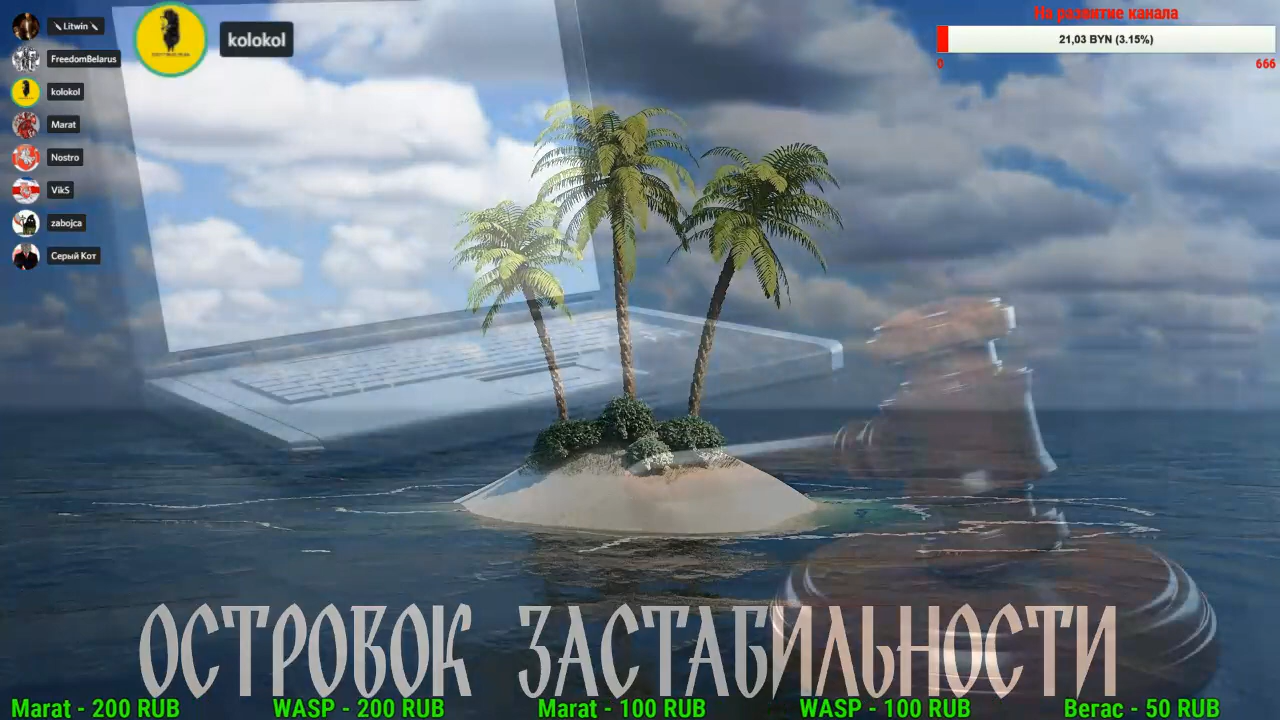 Litwin
kolokol
FreedomBelarus
kolokol
Marat
Nostro
VikS
zabojca
Серый Кот
На развитие канала
21,03 BYN (3.15%)
0
666
ОСТРОВОК ЗАСТАБИЛЬНОСТИ
Marat - 200 RUB
WASP - 200 RUB
Marat - 100 RUB
WASP - 100 RUB
Вегас - 50 RUB